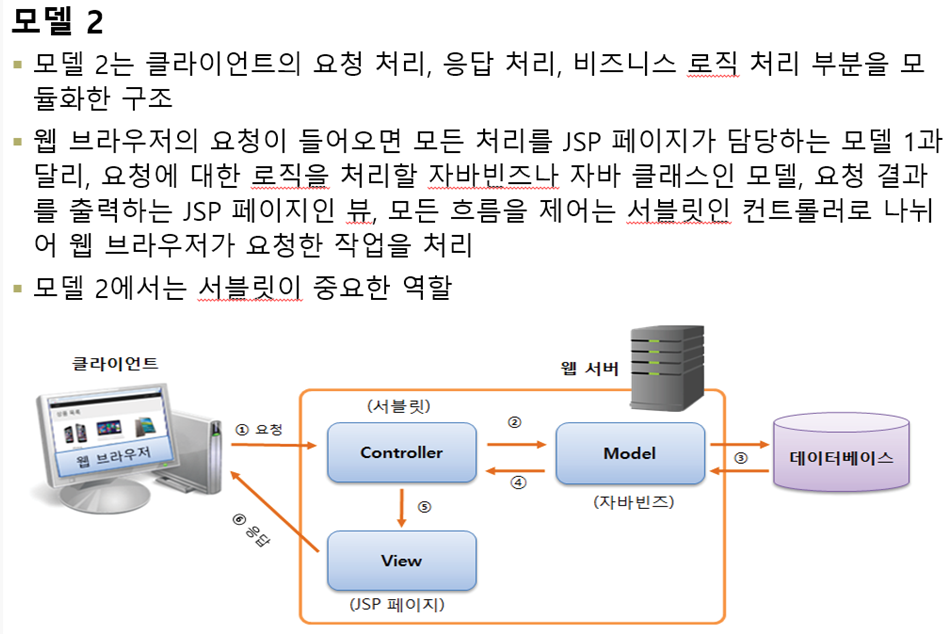 모델 2
▪ 모델 2는 클라이언트의 요청 처리, 응답 처리, 비즈니스 로직 처리 부분을 모
듈화한 구조
▪ 웹 브라우저의 요청이 들어오면 모든 처리를 JSP 페이지가 담당하는 모델 1과
달리, 요청에 대한 로직을 처리할 자바빈즈나 자바 클래스인 모델, 요청 결과
를 출력하는 JSP 페이지인 뷰, 모든 흐름을 제어는 서블릿인 컨트롤러로 나뉘
어 웹 브라우저가 요청한 작업을 처리
▪ 모델 2에서는 서블릿이 중요한 역할
클라이언트
웹 서버
(서블릿)
상품 목록
웹 브라우저
① 요청
Controller
②
④
Model
(자바빈즈)
③
데이터베이스
⑤
⑥ 응답
View
(JSP 페이지)